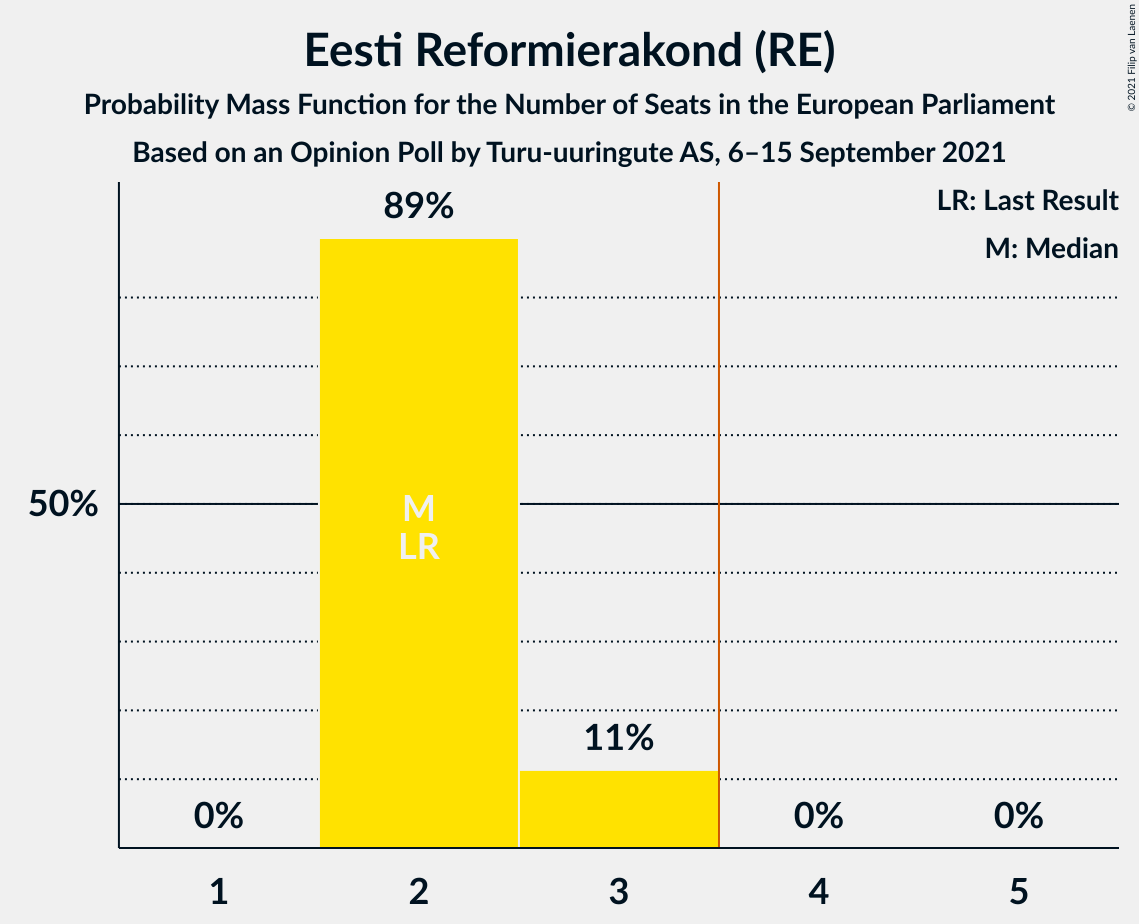 Eesti Reformierakond (RE)
Probability Mass Function for the Number of Seats in the European Parliament
Based on an Opinion Poll by Turu-uuringute AS, 6–15 September 2021
© 2021 Filip van Laenen
LR: Last Result
M: Median
89%
50%
M
LR
11%
0%
0%
0%
1
2
3
4
5